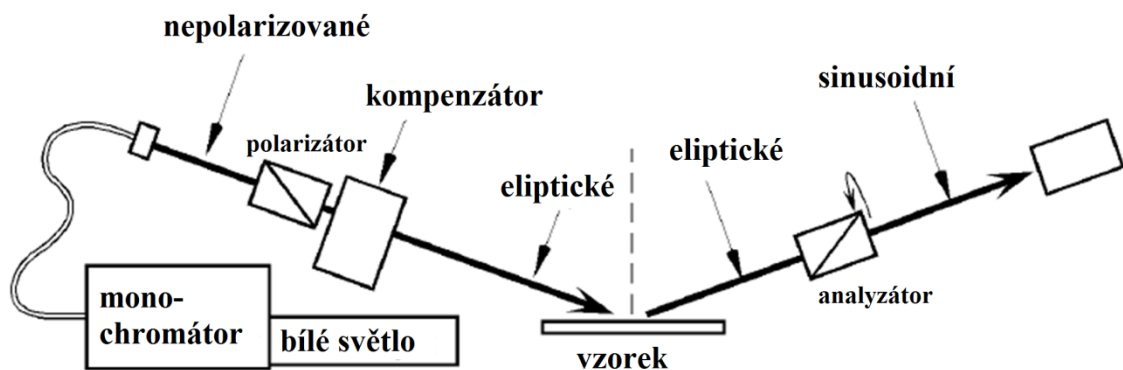 nepolarizované
kompenzátor
polarizátor
eliptické
eliptické
sinusoidní
analyzátor
mono-
chromátor
bílé světlo
vzorek